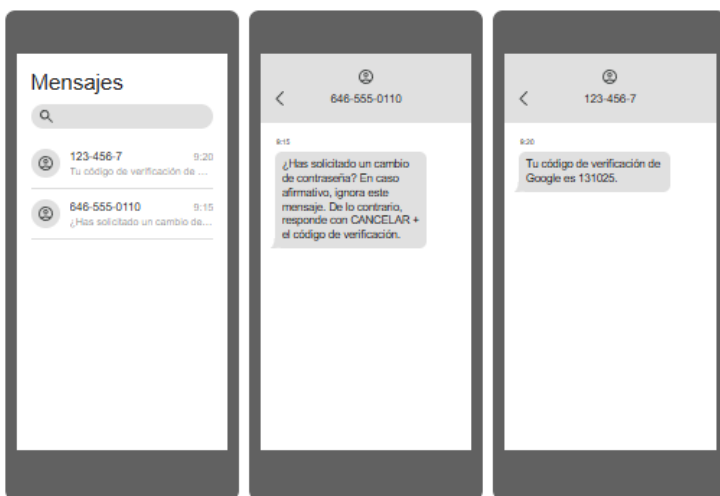 Mensajes
123-456-7 9:20
Tu código de verificación de ...
646-555-0110 9:15
¿Has solicitado un cambio de...
646-555-0110
9:15
¿Has solicitado un cambio
de contraseña? En caso
afirmativo, ignora este
mensaje. De lo contrario,
responde con CANCELAR +
el código de verificación.
123-456-7
9:20
Tu código de verificación de
Google es 131025.